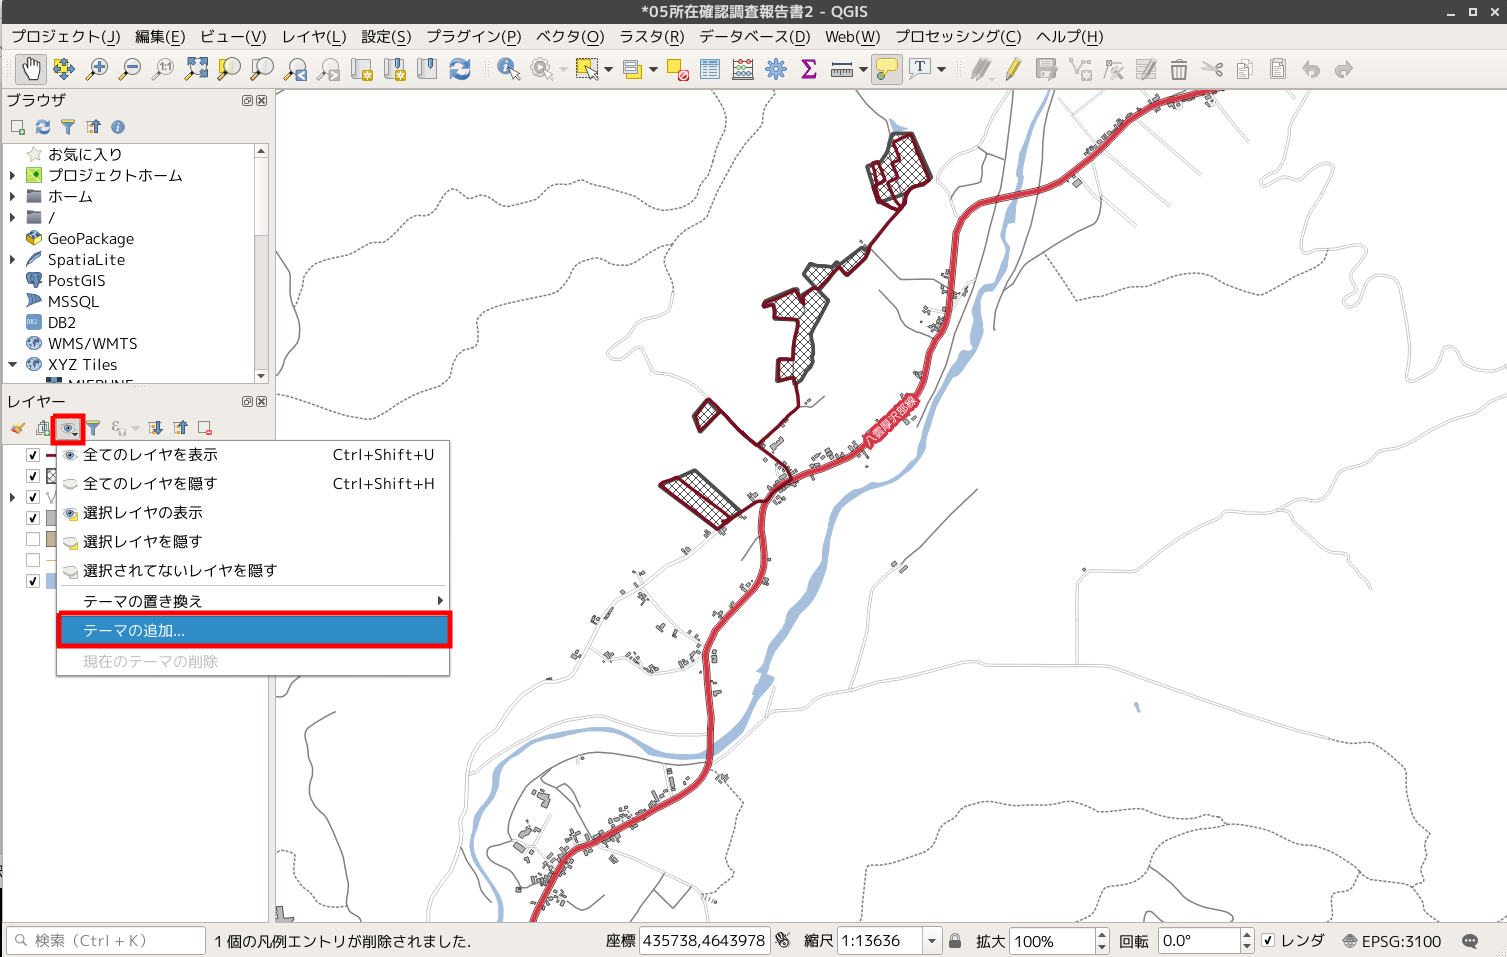 *05所在確認調査報告書2 - QGIS
プロジェクト(J) 編集(E) ビュー(V) レイヤ(L) 設定(S) プラグイン(P) ベクタ(O) ラスタ(R) データベース(D) Web(W) プロセッシング(C) ヘルプ(H)
1:1
Σ
T
ブラウザ
お気に入り
プロジェクトホーム
ホーム
/
GeoPackage
SpatiaLite
PostGIS
MSSQL
DB2
DB2
WMS/WMTS
XYZ Tiles
MIERUNE
レイヤー
ε
全てのレイヤを表示 Ctrl+Shift+U
全てのレイヤを隠す Ctrl+Shift+H
選択レイヤの表示
選択レイヤを隠す
選択されてないレイヤを隠す
テーマの置き換え
テーマの追加...
現在のテーマの削除
八雲厚沢部線
検索（Ctrl + K）
1 個の凡例エントリが削除されました.
座標 435738,4643978 縮尺 1:13636 拡大 100% 回転 0.0° レンダ EPSG:3100